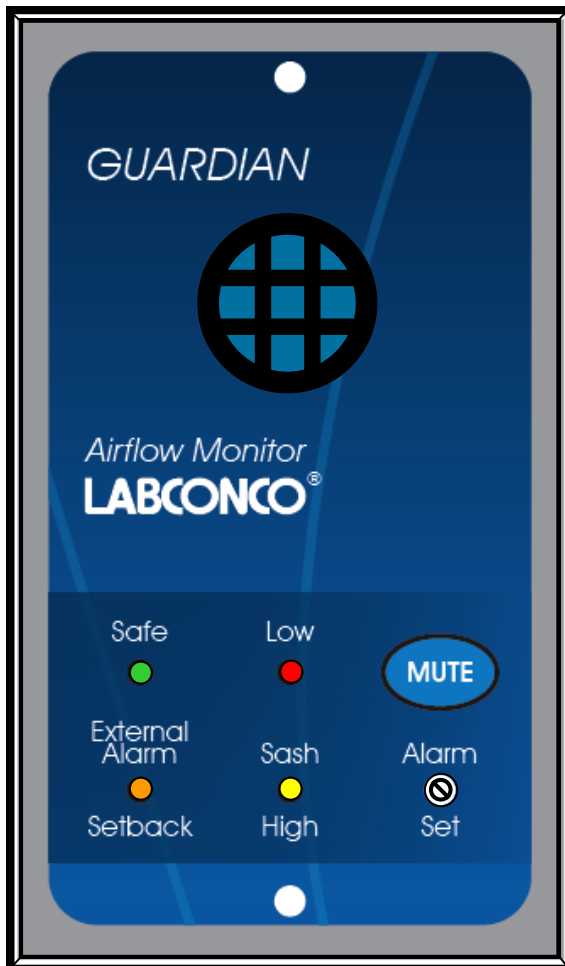 GUARDIAN
Airflow Monitor
LABCONCO®
Safe
Low
MUTE
External
Alarm
Setback
Sash
High
Alarm
Set